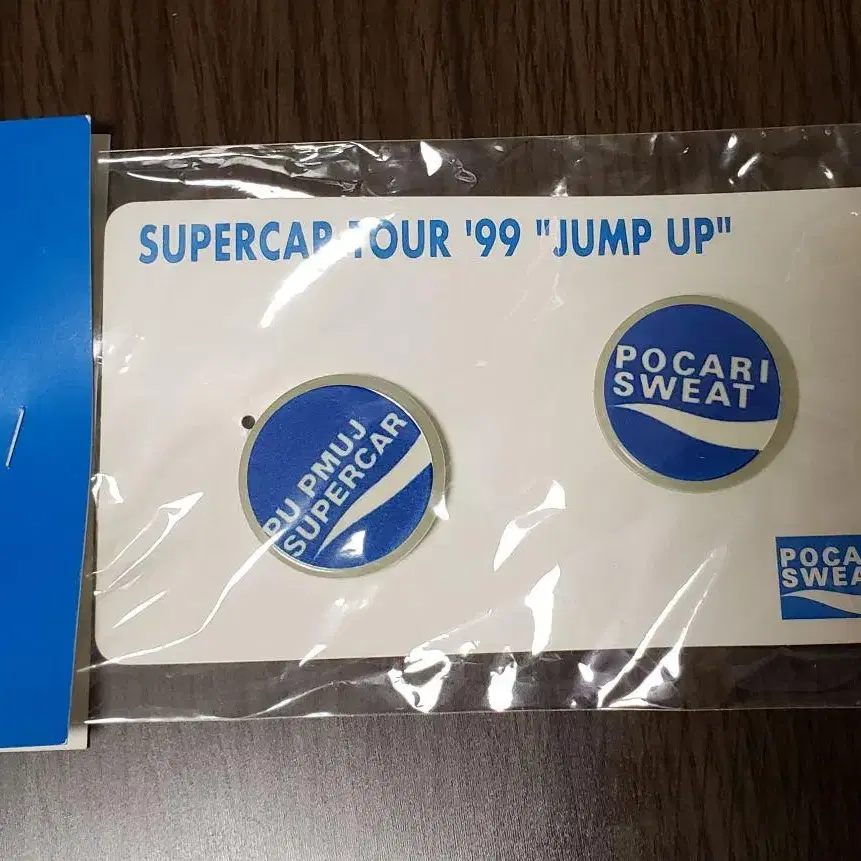 SUPERCAR TOUR '99 "JUMP UP"
POCARI
SWEAT
PU PMUJ
SUPERCAR
POCA
SWEA